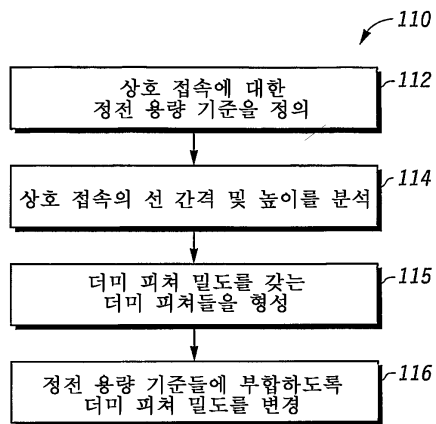 110
상호 접속에 대한
정전 용량 기준을 정의
112
상호 접속의 선 간격 및 높이를 분석
114
더미 피쳐 밀도를 갖는
더미 피쳐들을 형성
115
정전 용량 기준들에 부합하도록
더미 피쳐 밀도를 변경
116